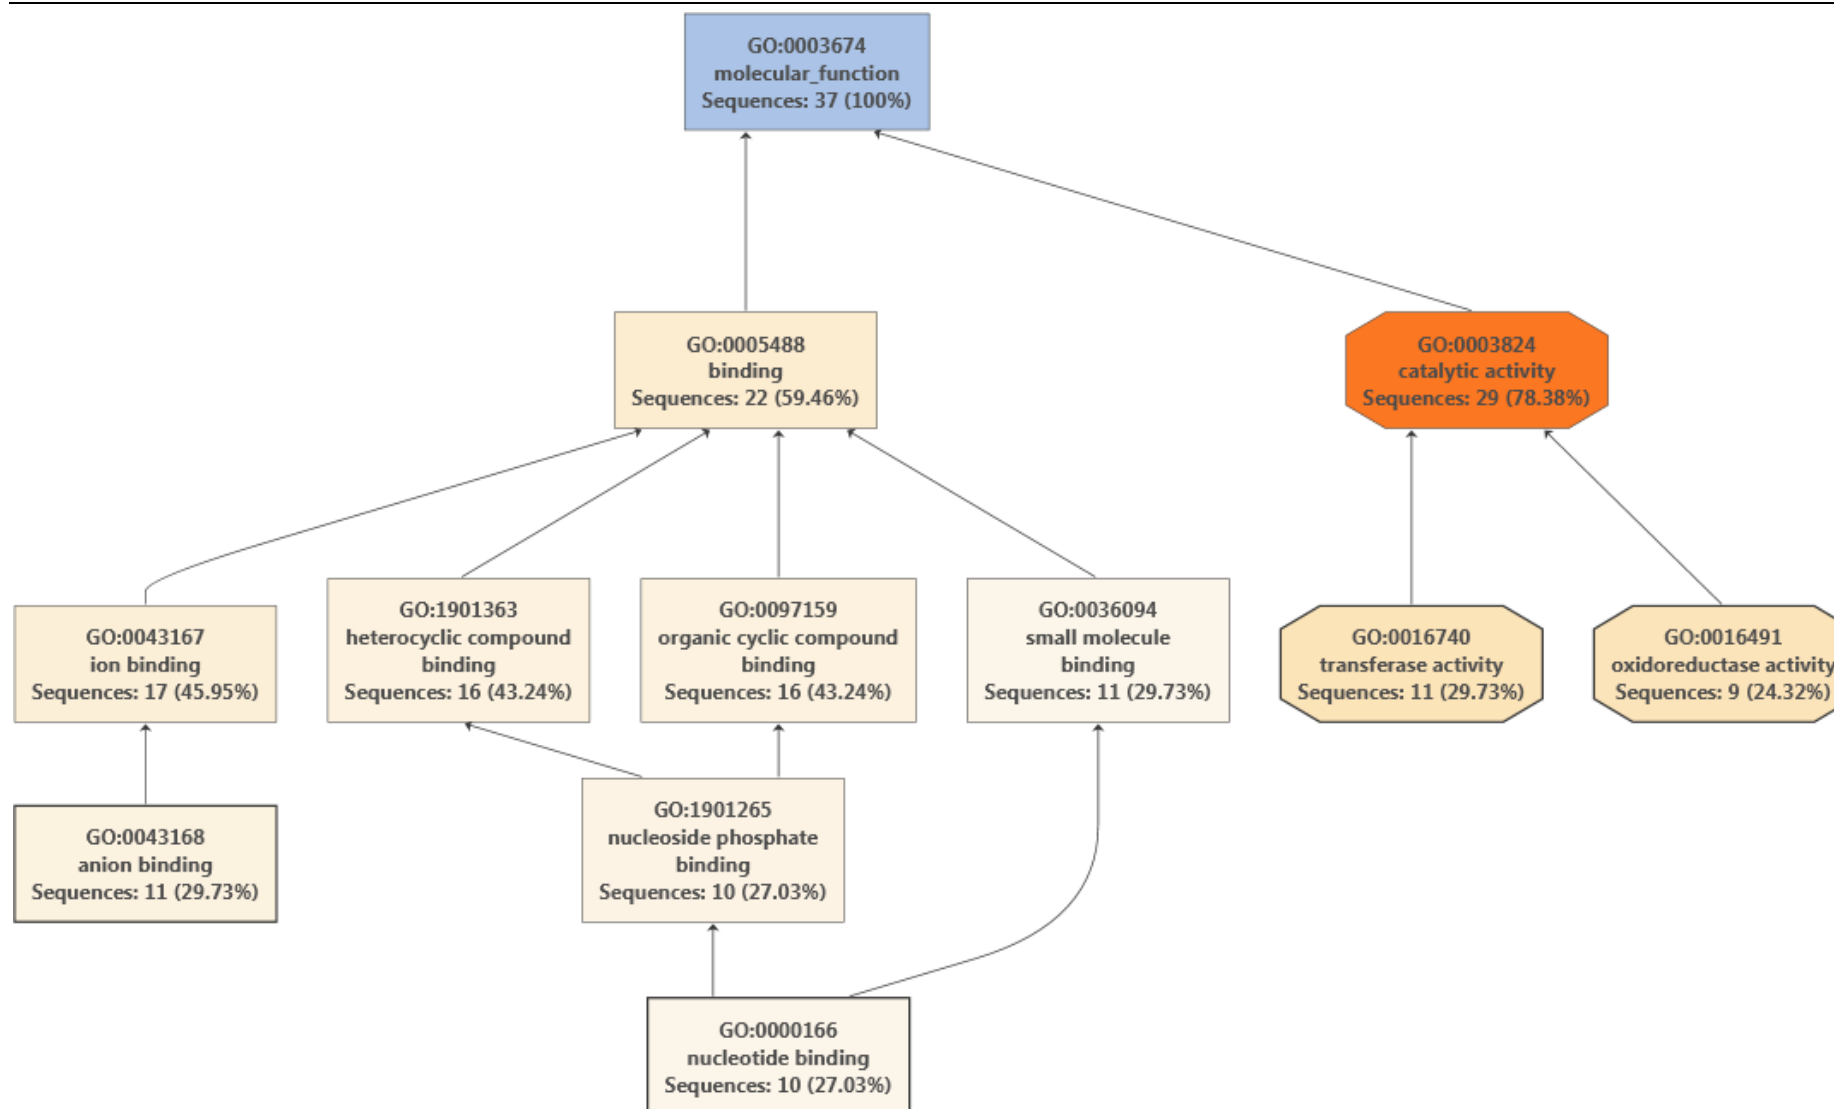 GO:0003674
molecular_function
Sequences: 37 (100%)
GO:0005488
binding
Sequences: 22 (59.46%)
GO:0003824
catalytic activity
Sequences: 29 (78.38%)
GO:0043167
ion binding
Sequences: 17 (45.95%)
GO:1901363
heterocyclic compound
binding
Sequences: 16 (43.24%)
GO:0097159
organic cyclic compound
binding
Sequences: 16 (43.24%)
GO:0036094
small molecule
binding
Sequences: 11 (29.73%)
GO:0016740
transferase activity
Sequences: 11 (29.73%)
GO:0016491
oxidoreductase activity
Sequences: 9 (24.32%)
GO:0043168
anion binding
Sequences: 11 (29.73%)
GO:1901265
nucleoside phosphate
binding
Sequences: 10 (27.03%)
GO:0000166
nucleotide binding
Sequences: 10 (27.03%)